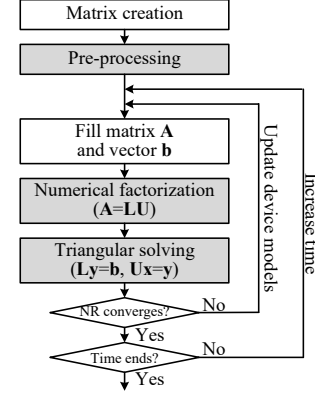 Matrix creation
Pre-processing
Fill matrix A
and vector b
Numerical factorization
(A=LU)
Triangular solving
(Ly=b, Ux=y)
NR converges?
No
Yes
Time ends?
No
Yes
Update device models
Increase time